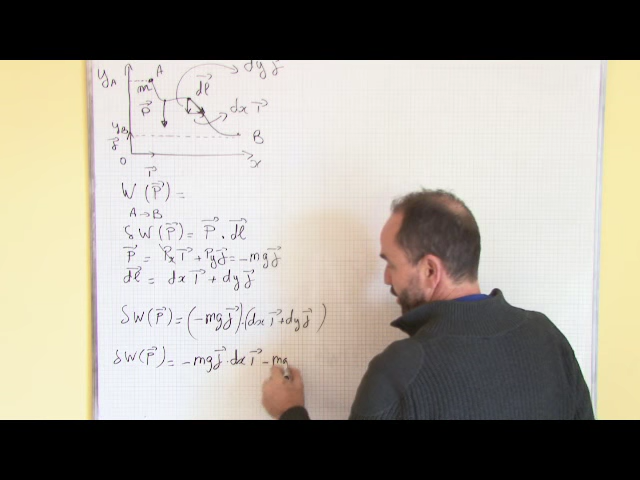 dy j⃗
y_A A
m dl⃗
P⃗ dx i⃗
y_B B
j⃗
O x
i⃗
W(P⃗) =
A→B
δW(P⃗) = P⃗ . dl⃗
P⃗ = P_x i⃗ + P_y j⃗ = -mg j⃗
dl⃗ = dx i⃗ + dy j⃗
δW(P⃗) = (-mg j⃗).(dx i⃗ + dy j⃗)
δW(P⃗) = -mg j⃗ . dx i⃗ - mg